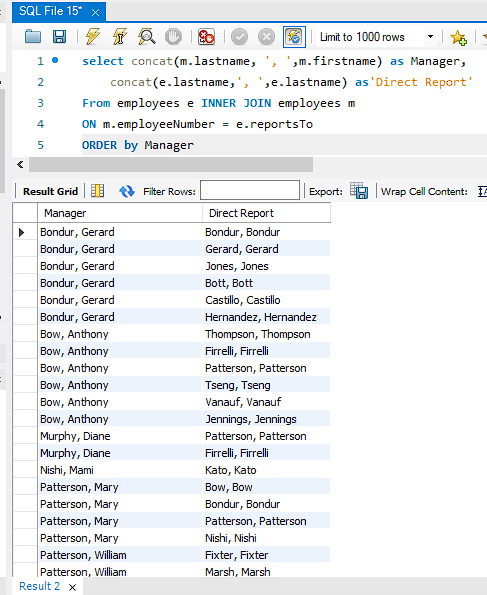 SQL File 15*
Limit to 1000 rows
1 select concat(m.lastname, ', ',m.firstname) as Manager,
2 concat(e.lastname,', ',e.lastname) as'Direct Report'
3 From employees e INNER JOIN employees m
4 ON m.employeeNumber = e.reportsTo
5 ORDER by Manager
Result Grid Filter Rows: Export: Wrap Cell Content:
Manager Direct Report
Bondur, Gerard Bondur, Bondur
Bondur, Gerard Gerard, Gerard
Bondur, Gerard Jones, Jones
Bondur, Gerard Bott, Bott
Bondur, Gerard Castillo, Castillo
Bondur, Gerard Hernandez, Hernandez
Bow, Anthony Thompson, Thompson
Bow, Anthony Firrelli, Firrelli
Bow, Anthony Patterson, Patterson
Bow, Anthony Tseng, Tseng
Bow, Anthony Vanauf, Vanauf
Bow, Anthony Jennings, Jennings
Murphy, Diane Patterson, Patterson
Murphy, Diane Firrelli, Firrelli
Nishi, Mami Kato, Kato
Patterson, Mary Bow, Bow
Patterson, Mary Bondur, Bondur
Patterson, Mary Patterson, Patterson
Patterson, Mary Nishi, Nishi
Patterson, William Fixter, Fixter
Patterson, William Marsh, Marsh
Result 2